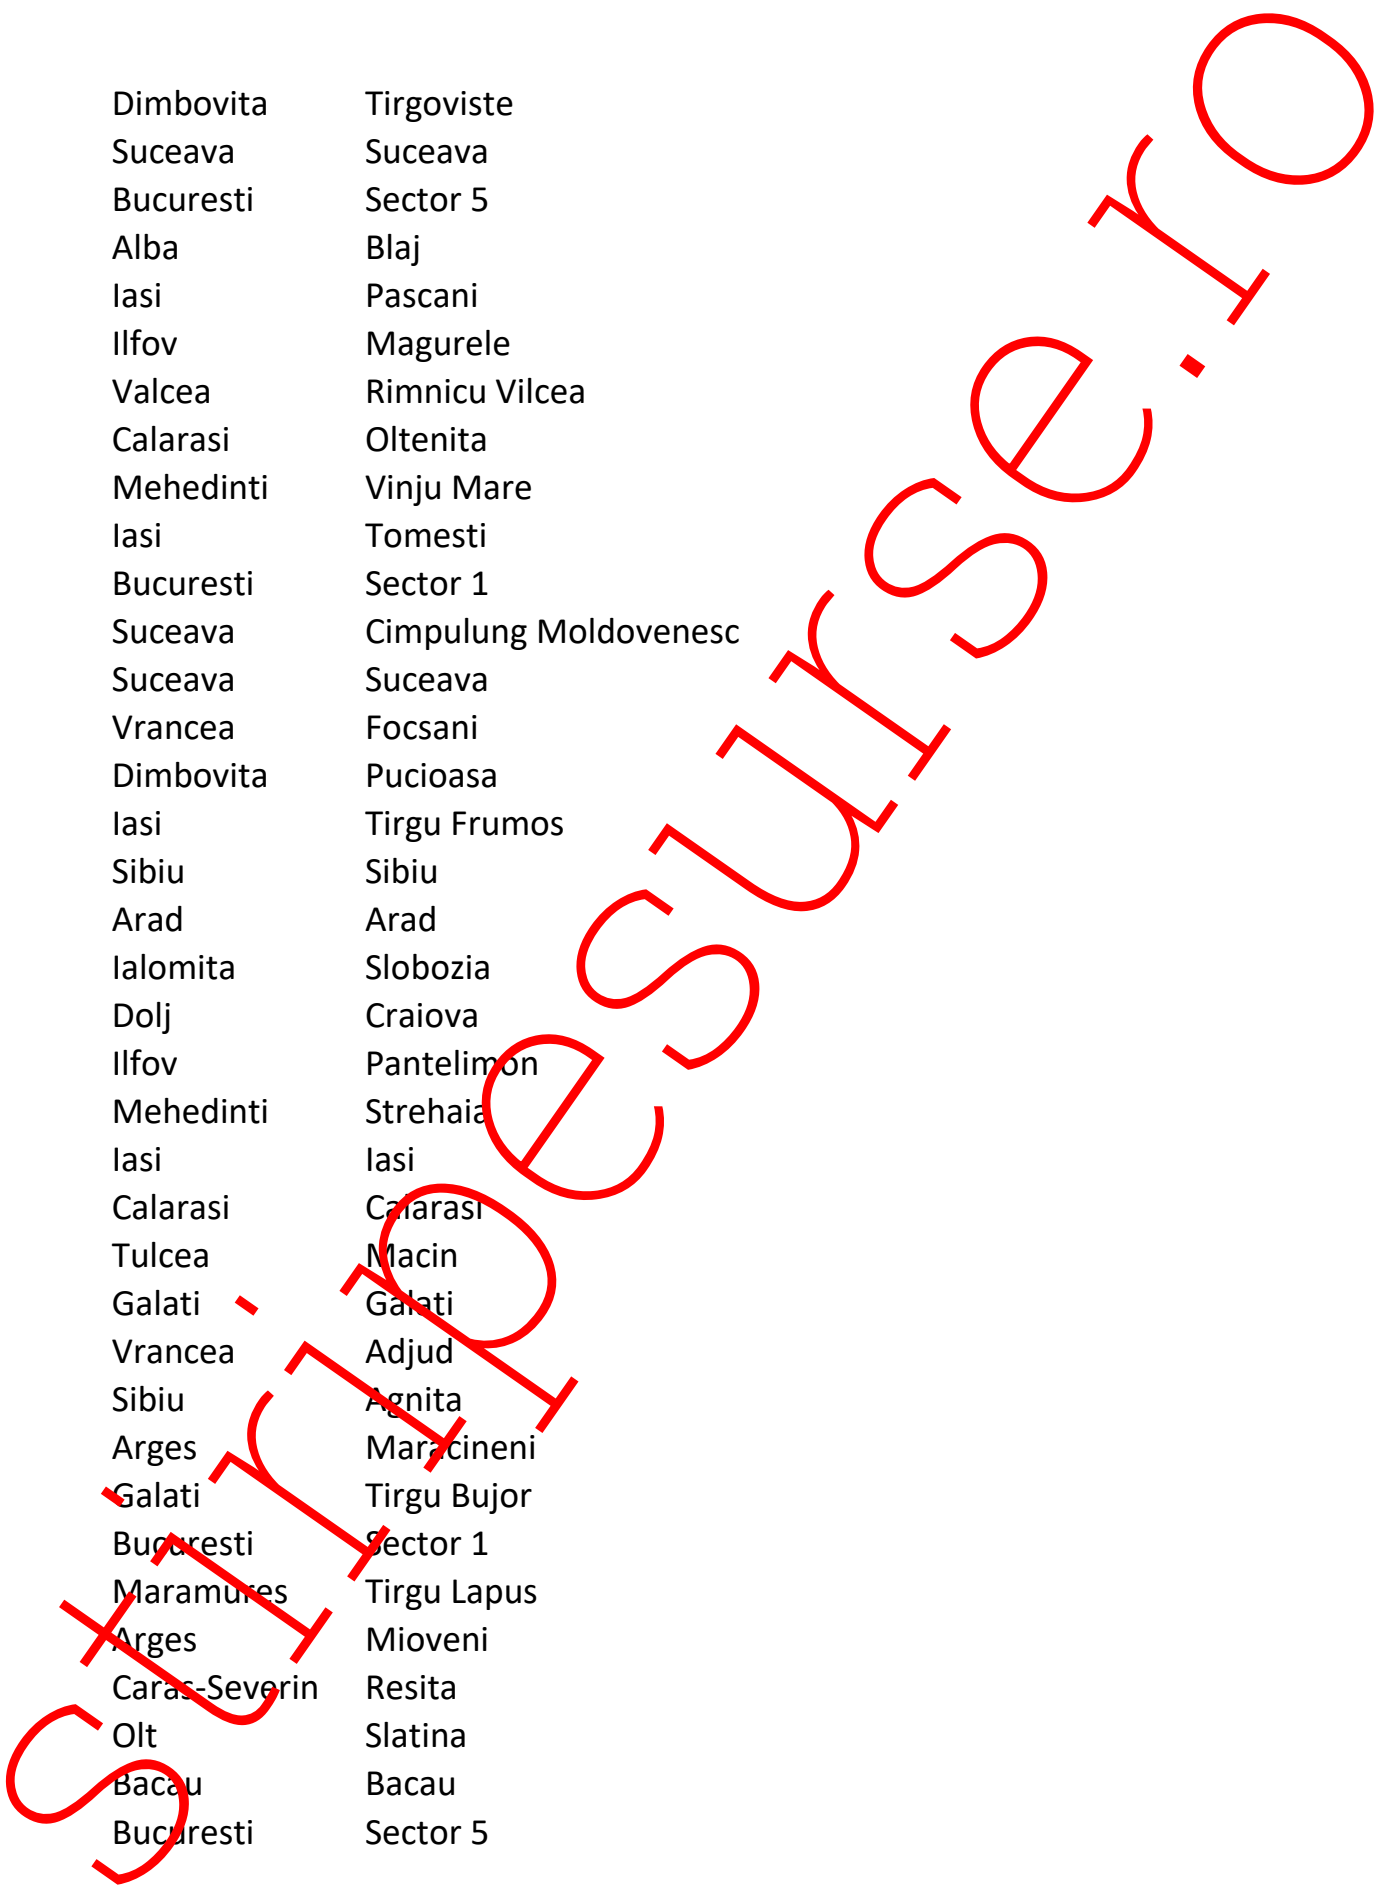 Dimbovita Tirgoviste
Suceava Suceava
Bucuresti Sector 5
Alba Blaj
Iasi Pascani
Ilfov Magurele
Valcea Rimnicu Vilcea
Calarasi Oltenita
Mehedinti Vinju Mare
Iasi Tomesti
Bucuresti Sector 1
Suceava Cimpulung Moldovenesc
Suceava Suceava
Vrancea Focsani
Dimbovita Pucioasa
Iasi Tirgu Frumos
Sibiu Sibiu
Arad Arad
Ialomita Slobozia
Dolj Craiova
Ilfov Pantelimon
Mehedinti Strehaia
Iasi Iasi
Calarasi Calarasi
Tulcea Macin
Galati Galati
Vrancea Adjud
Sibiu Agnita
Arges Maracineni
Galati Tirgu Bujor
Bucuresti Sector 1
Maramures Tirgu Lapus
Arges Mioveni
Caras-Severin Resita
Olt Slatina
Bacau Bacau
Bucuresti Sector 5
stiripesurse.ro